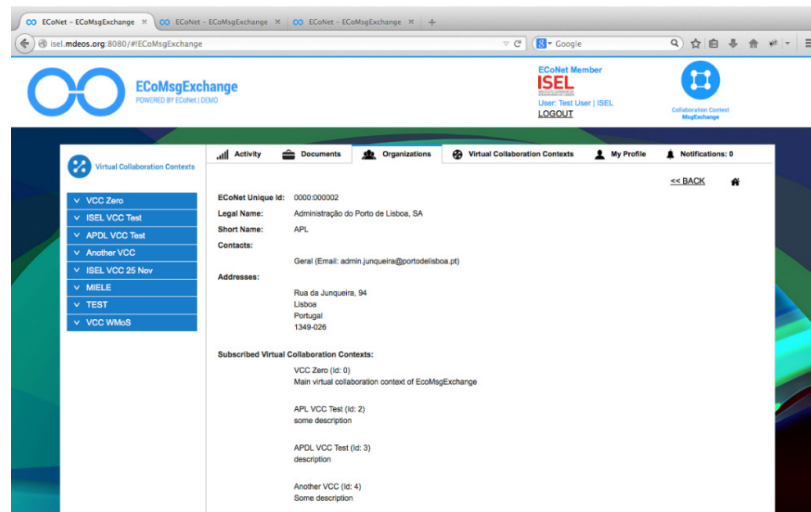 ECoNet - ECoMsgExchange
ECoNet - ECoMsgExchange
ECoNet - ECoMsgExchange
isel.mdeos.org:8080/#!ECoMsgExchange
Google
ECoMsgExchange
POWERED BY ECoNet | DEMO
ECoNet Member
ISEL
User: Test User | ISEL
LOGOUT
Collaboration Context
MsgExchange
Virtual Collaboration Contexts
Activity
Documents
Organizations
Virtual Collaboration Contexts
My Profile
Notifications: 0
<< BACK
VCC Zero
ISEL VCC Test
APDL VCC Test
Another VCC
ISEL VCC 25 Nov
MIELE
TEST
VCC WMoS
ECoNet Unique Id: 0000:000002
Legal Name: Administração do Porto de Lisboa, SA
Short Name: APL
Contacts:
Geral (Email: admin.junqueira@portodelisboa.pt)
Addresses:
Rua da Junqueira, 94
Lisboa
Portugal
1349-026
Subscribed Virtual Collaboration Contexts:
VCC Zero (Id: 0)
Main virtual collaboration context of EcoMsgExchange
APL VCC Test (Id: 2)
some description
APDL VCC Test (Id: 3)
description
Another VCC (Id: 4)
Some description